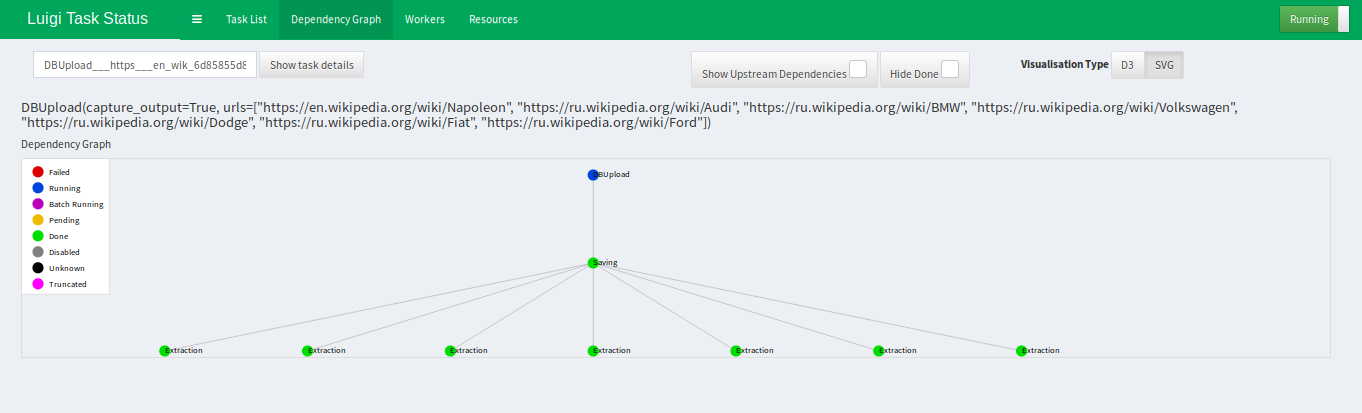 Luigi Task Status
Task List
Dependency Graph
Workers
Resources
Running
DBUpload___https___en_wik_6d85855d8
Show task details
Show Upstream Dependencies
Hide Done
Visualisation Type
D3
SVG
DBUpload(capture_output=True, urls=["https://en.wikipedia.org/wiki/Napoleon", "https://ru.wikipedia.org/wiki/Audi", "https://ru.wikipedia.org/wiki/BMW", "https://ru.wikipedia.org/wiki/Volkswagen",
"https://ru.wikipedia.org/wiki/Dodge", "https://ru.wikipedia.org/wiki/Fiat", "https://ru.wikipedia.org/wiki/Ford"])
Dependency Graph
Failed
Running
Batch Running
Pending
Done
Disabled
Unknown
Truncated
DBUpload
Saving
Extraction
Extraction
Extraction
Extraction
Extraction
Extraction
Extraction